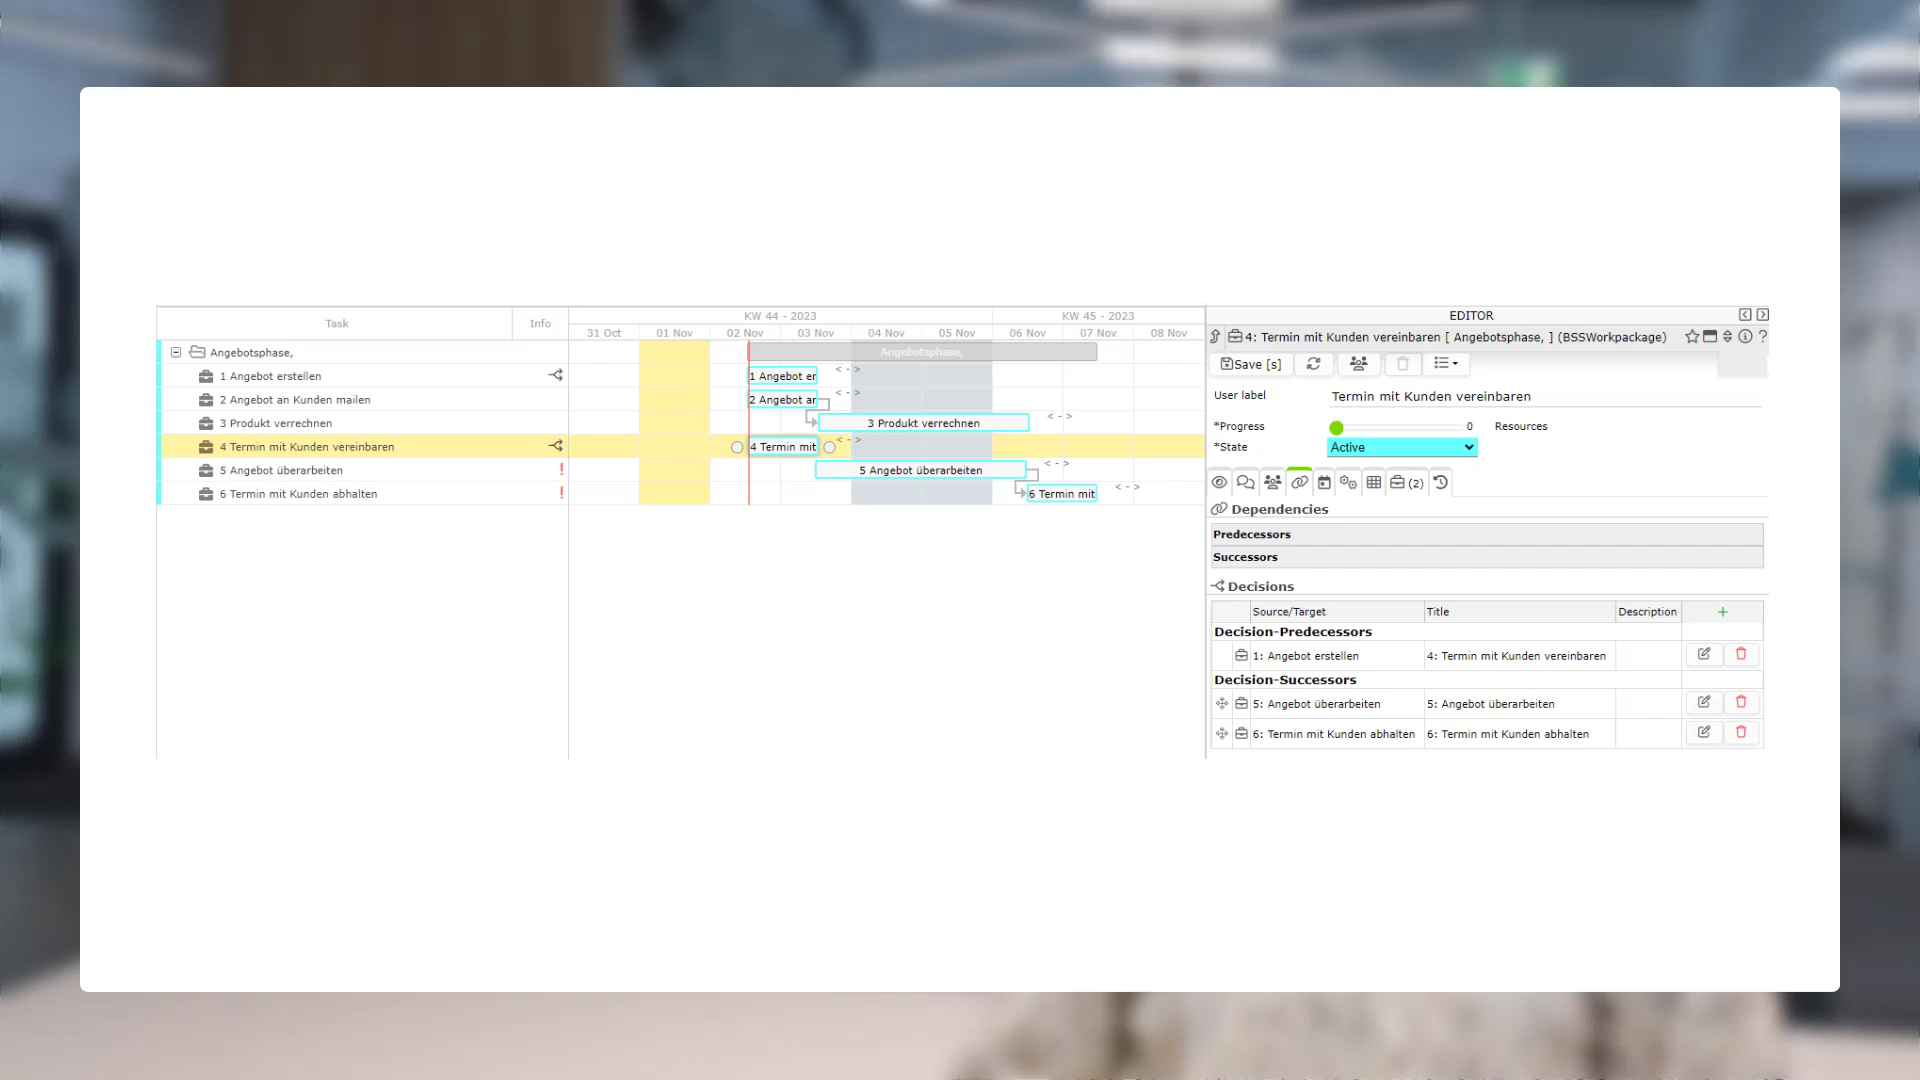 Task
Info
KW 44 - 2023
KW 45 - 2023
31 Oct
01 Nov
02 Nov
03 Nov
04 Nov
05 Nov
06 Nov
07 Nov
08 Nov
Angebotsphase,
Angebotsphase,
1 Angebot erstellen
1 Angebot er
< - >
2 Angebot an Kunden mailen
2 Angebot ar
< - >
3 Produkt verrechnen
3 Produkt verrechnen
< - >
4 Termin mit Kunden vereinbaren
4 Termin mit
< - >
5 Angebot überarbeiten
!
5 Angebot überarbeiten
< - >
6 Termin mit Kunden abhalten
!
6 Termin mit
< - >
EDITOR
4: Termin mit Kunden vereinbaren [ Angebotsphase, ] (BSSWorkpackage)
?
Save [s]
User label
Termin mit Kunden vereinbaren
*Progress
0
Resources
*State
Active
(2)
Dependencies
Predecessors
Successors
Decisions
Source/Target
Title
Description
+
Decision-Predecessors
1: Angebot erstellen
4: Termin mit Kunden vereinbaren
Decision-Successors
5: Angebot überarbeiten
5: Angebot überarbeiten
6: Termin mit Kunden abhalten
6: Termin mit Kunden abhalten